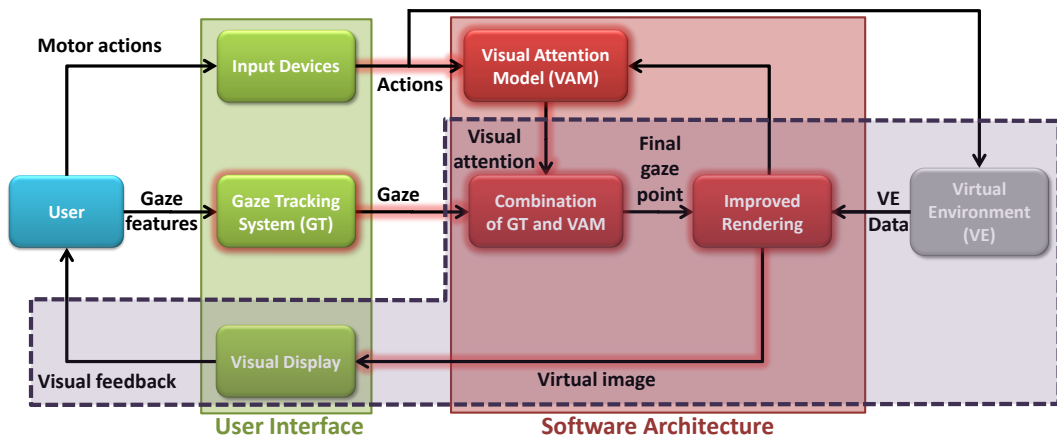 Motor actions
Input Devices
Actions
Visual Attention
Model (VAM)
Visual
attention
Final
gaze
point
User
Gaze
features
Gaze Tracking
System (GT)
Gaze
Combination
of GT and VAM
Improved
Rendering
VE
Data
Virtual
Environment
(VE)
Visual feedback
Visual Display
Virtual image
User Interface
Software Architecture